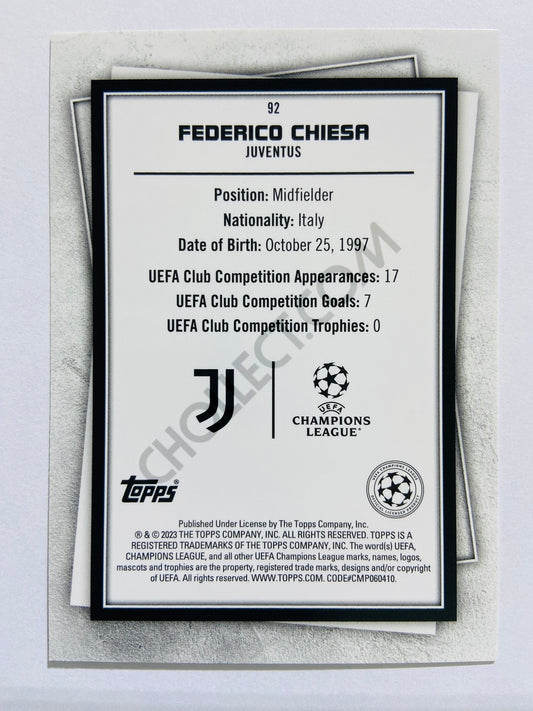 92
FEDERICO CHIESA
JUVENTUS
Position: Midfielder
Nationality: Italy
Date of Birth: October 25, 1997
UEFA Club Competition Appearances: 17
UEFA Club Competition Goals: 7
UEFA Club Competition Trophies: 0
UEFA
CHAMPIONS
LEAGUE
TOPPS
Published Under License by The Topps Company, Inc.
® & © 2023 THE TOPPS COMPANY, INC. ALL RIGHTS RESERVED. TOPPS IS A
REGISTERED TRADEMARKS OF THE TOPPS COMPANY, INC. The word(s) UEFA,
CHAMPIONS LEAGUE, and all other UEFA Champions League marks, names, logos,
mascots and trophies are the property, registered trade marks, designs and/or copyright
of UEFA. All rights reserved. WWW.TOPPS.COM. CODE#CMP060410.
CHOLLECT.COM